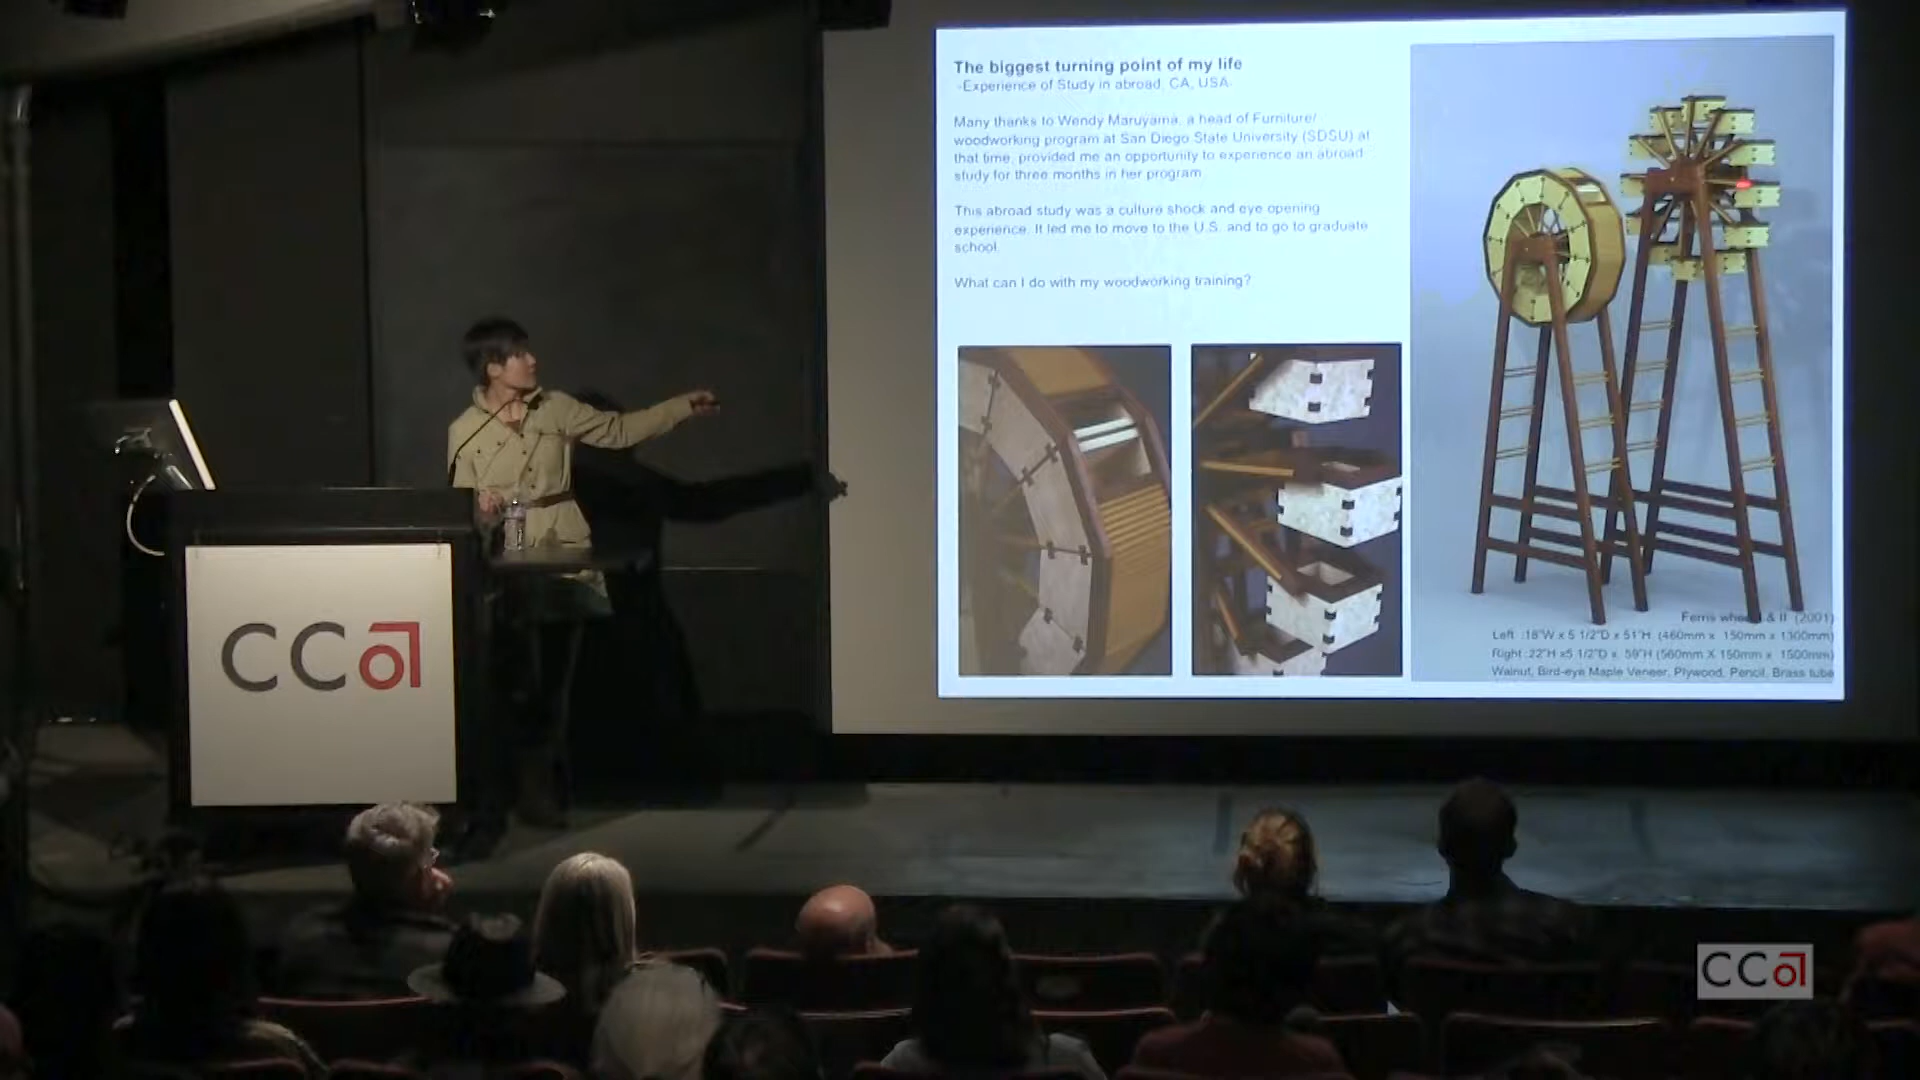 The biggest turning point of my life
-Experience of Study in abroad, CA, USA-
Many thanks to Wendy Maruyama, a head of Furniture/
woodworking program at San Diego State University (SDSU) at
that time, provided me an opportunity to experience an abroad
study for three months in her program
This abroad study was a culture shock and eye opening
experience. It led me to move to the U.S. and to go to graduate
school.
What can I do with my woodworking training?
Ferris wheel & II (2001)
Left :18"W x 5 1/2"D x 51"H (460mm x 150mm x 1300mm)
Right :22"H x5 1/2"D x 59"H (560mm X 150mm x 1500mm)
Walnut, Bird-eye Maple Veneer, Plywood, Pencil, Brass tube
CCA
CCA